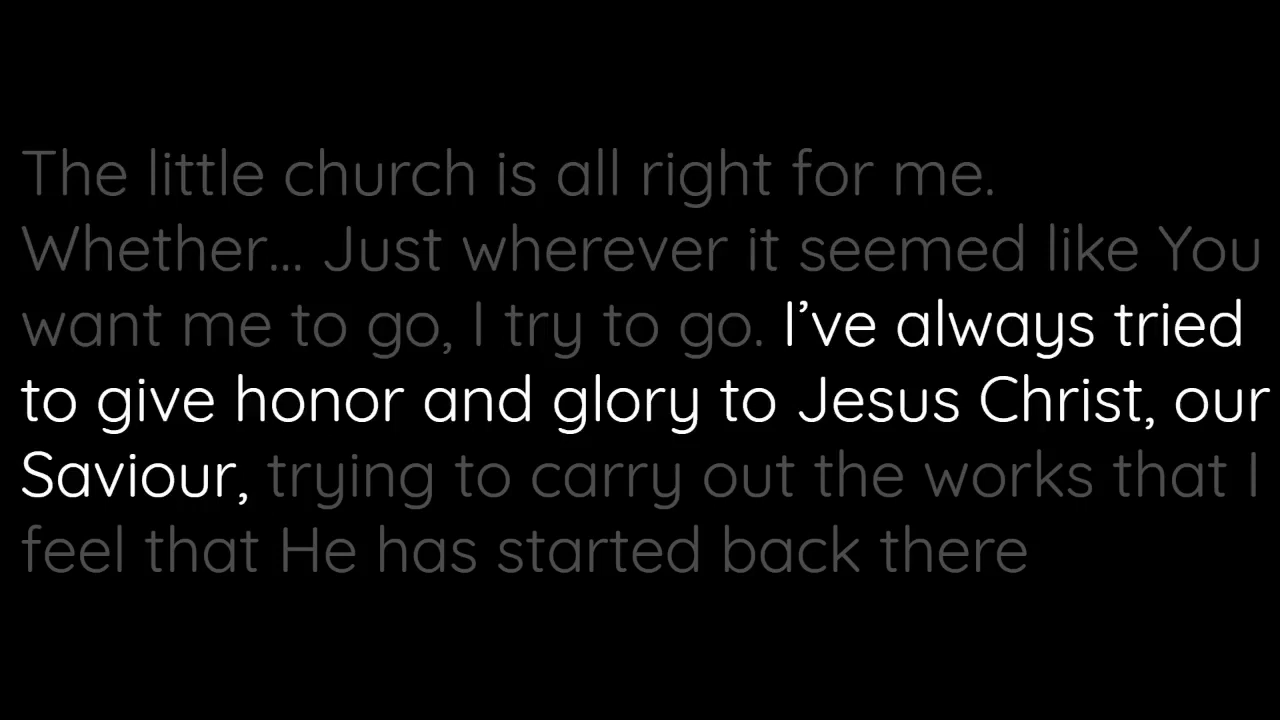 The little church is all right for me.
Whether... Just wherever it seemed like You
want me to go, I try to go. I’ve always tried
to give honor and glory to Jesus Christ, our
Saviour, trying to carry out the works that I
feel that He has started back there